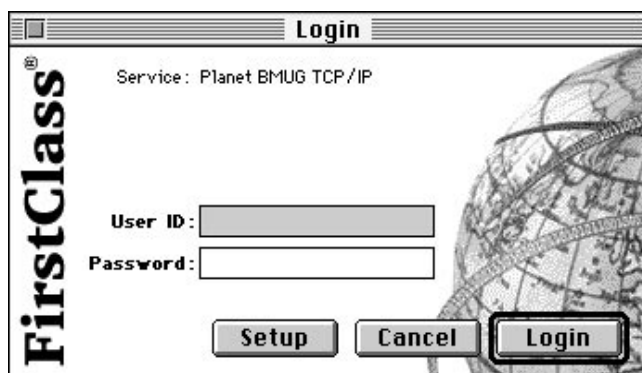 Login
FirstClass®
Service: Planet BMUG TCP/IP
User ID:
Password:
Setup
Cancel
Login